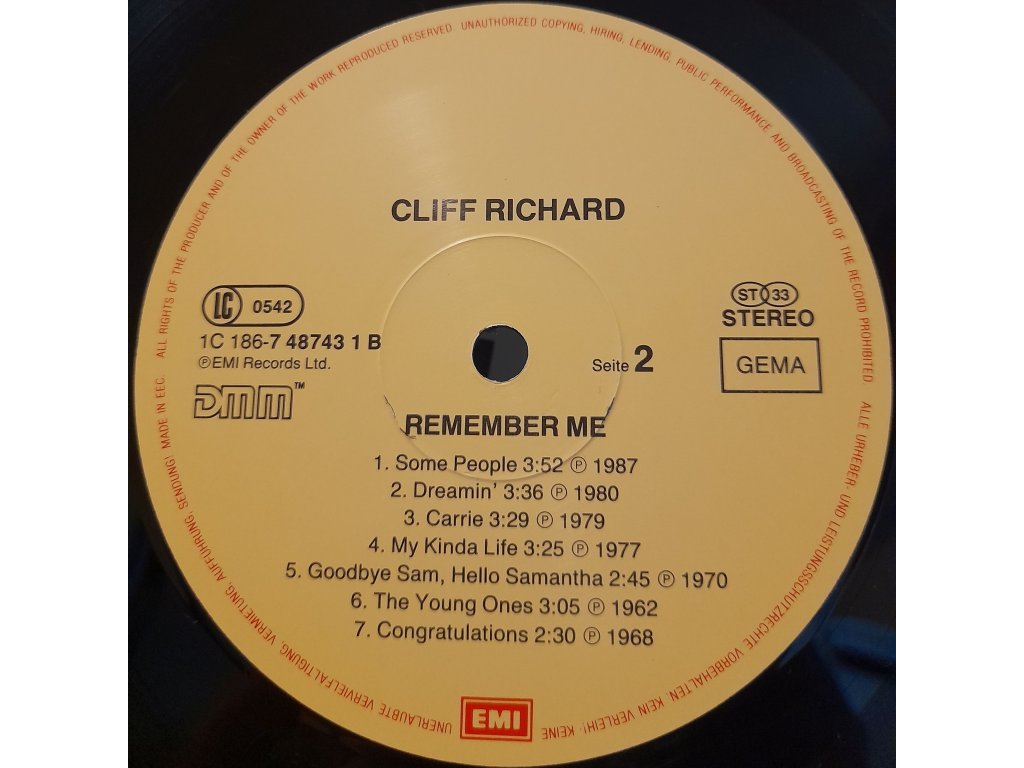 ALL RIGHTS OF THE PRODUCER AND OF THE OWNER OF THE WORK REPRODUCED RESERVED UNAUTHORIZED COPYING, HIRING, LENDING, PUBLIC PERFORMANCE AND BROADCASTING OF THE RECORD PROHIBITED.
CLIFF RICHARD
LC 0542
1C 186-7 48743 1 B
ⓅEMI Records Ltd.
DMM™
ST 33
STEREO
GEMA
Seite 2
REMEMBER ME
1. Some People 3:52 Ⓟ 1987
2. Dreamin' 3:36 Ⓟ 1980
3. Carrie 3:29 Ⓟ 1979
4. My Kinda Life 3:25 Ⓟ 1977
5. Goodbye Sam, Hello Samantha 2:45 Ⓟ 1970
6. The Young Ones 3:05 Ⓟ 1962
7. Congratulations 2:30 Ⓟ 1968
EMI
ALLE URHEBER- UND LEISTUNGSSCHUTZRECHTE VORBEHALTEN, KEIN VERLEIH! KEINE UNERLAUBTE VERVIELFÄLTIGUNG, VERMIETUNG, AUFFÜHRUNG, SENDUNG! MADE IN EEC.